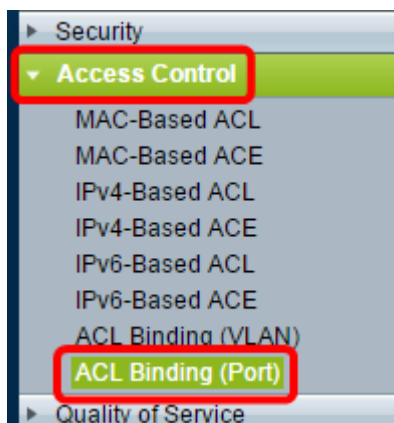 Security
Access Control
MAC-Based ACL
MAC-Based ACE
IPv4-Based ACL
IPv4-Based ACE
IPv6-Based ACL
IPv6-Based ACE
ACL Binding (VLAN)
ACL Binding (Port)
Quality of Service